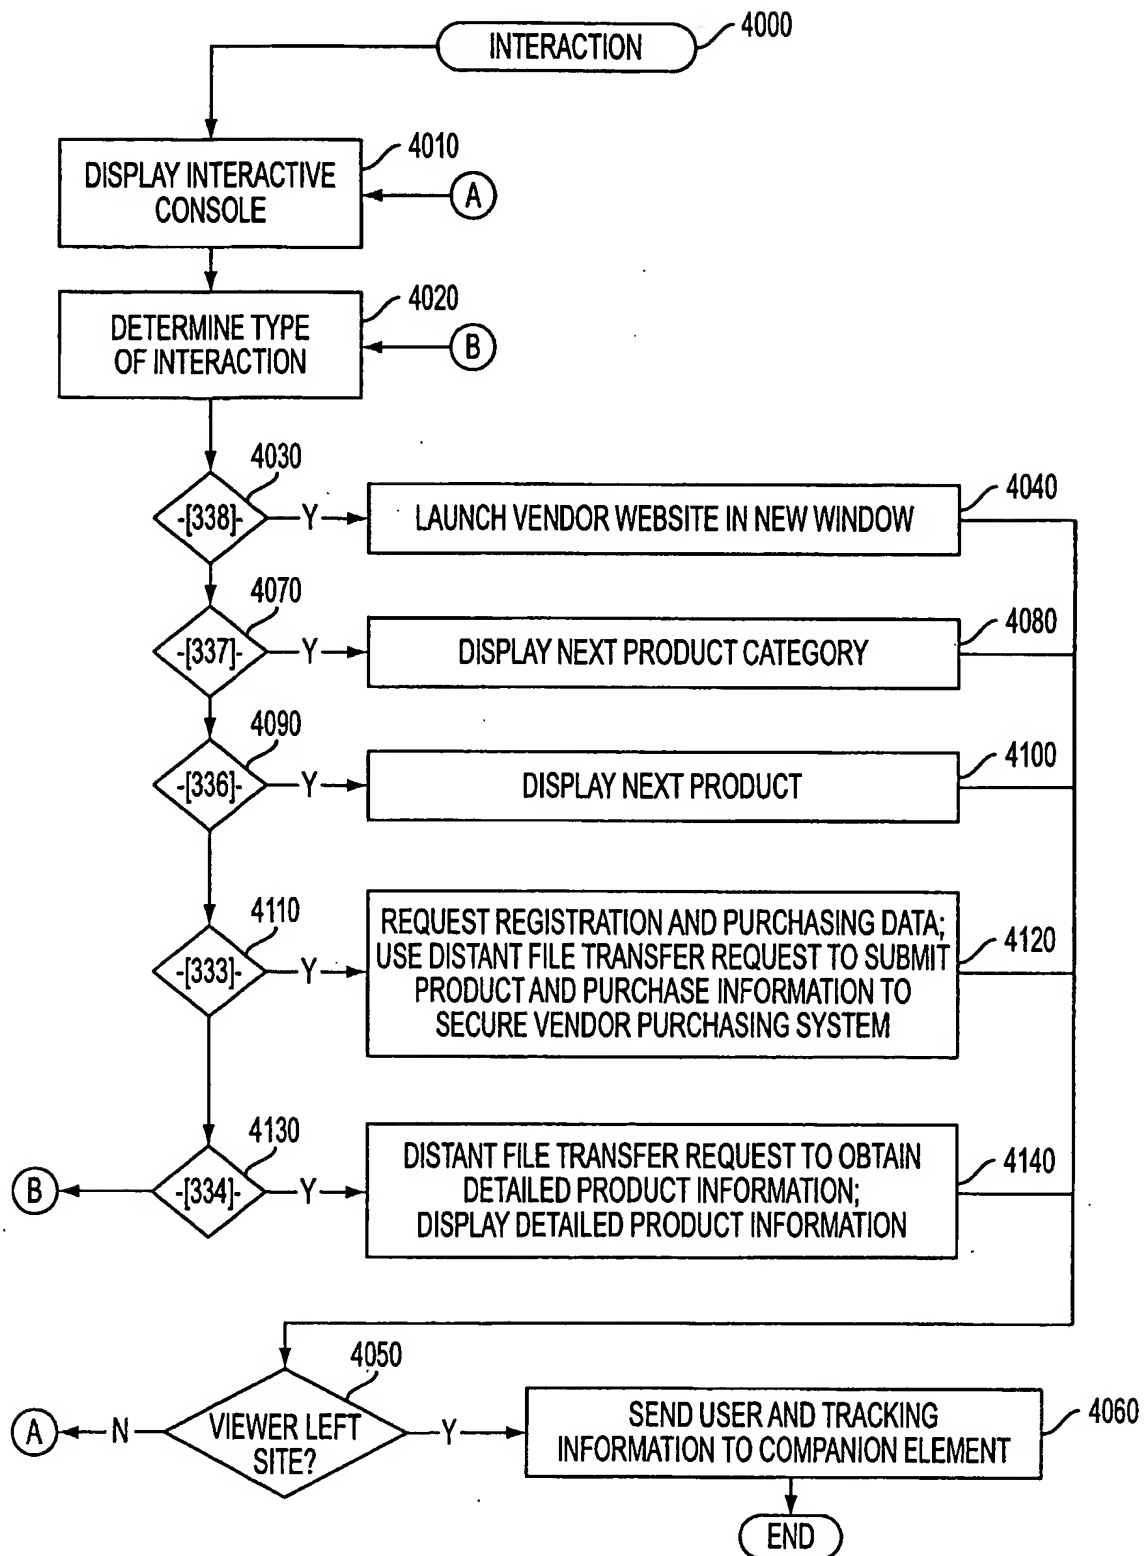 INTERACTION
4000
DISPLAY INTERACTIVE
CONSOLE
4010
A
DETERMINE TYPE
OF INTERACTION
4020
B
-[338]-
4030
Y
LAUNCH VENDOR WEBSITE IN NEW WINDOW
4040
-[337]-
4070
Y
DISPLAY NEXT PRODUCT CATEGORY
4080
-[336]-
4090
Y
DISPLAY NEXT PRODUCT
4100
-[333]-
4110
Y
REQUEST REGISTRATION AND PURCHASING DATA;
USE DISTANT FILE TRANSFER REQUEST TO SUBMIT
PRODUCT AND PURCHASE INFORMATION TO
SECURE VENDOR PURCHASING SYSTEM
4120
B
-[334]-
4130
Y
DISTANT FILE TRANSFER REQUEST TO OBTAIN
DETAILED PRODUCT INFORMATION;
DISPLAY DETAILED PRODUCT INFORMATION
4140
A
N
VIEWER LEFT
SITE?
4050
Y
SEND USER AND TRACKING
INFORMATION TO COMPANION ELEMENT
4060
END